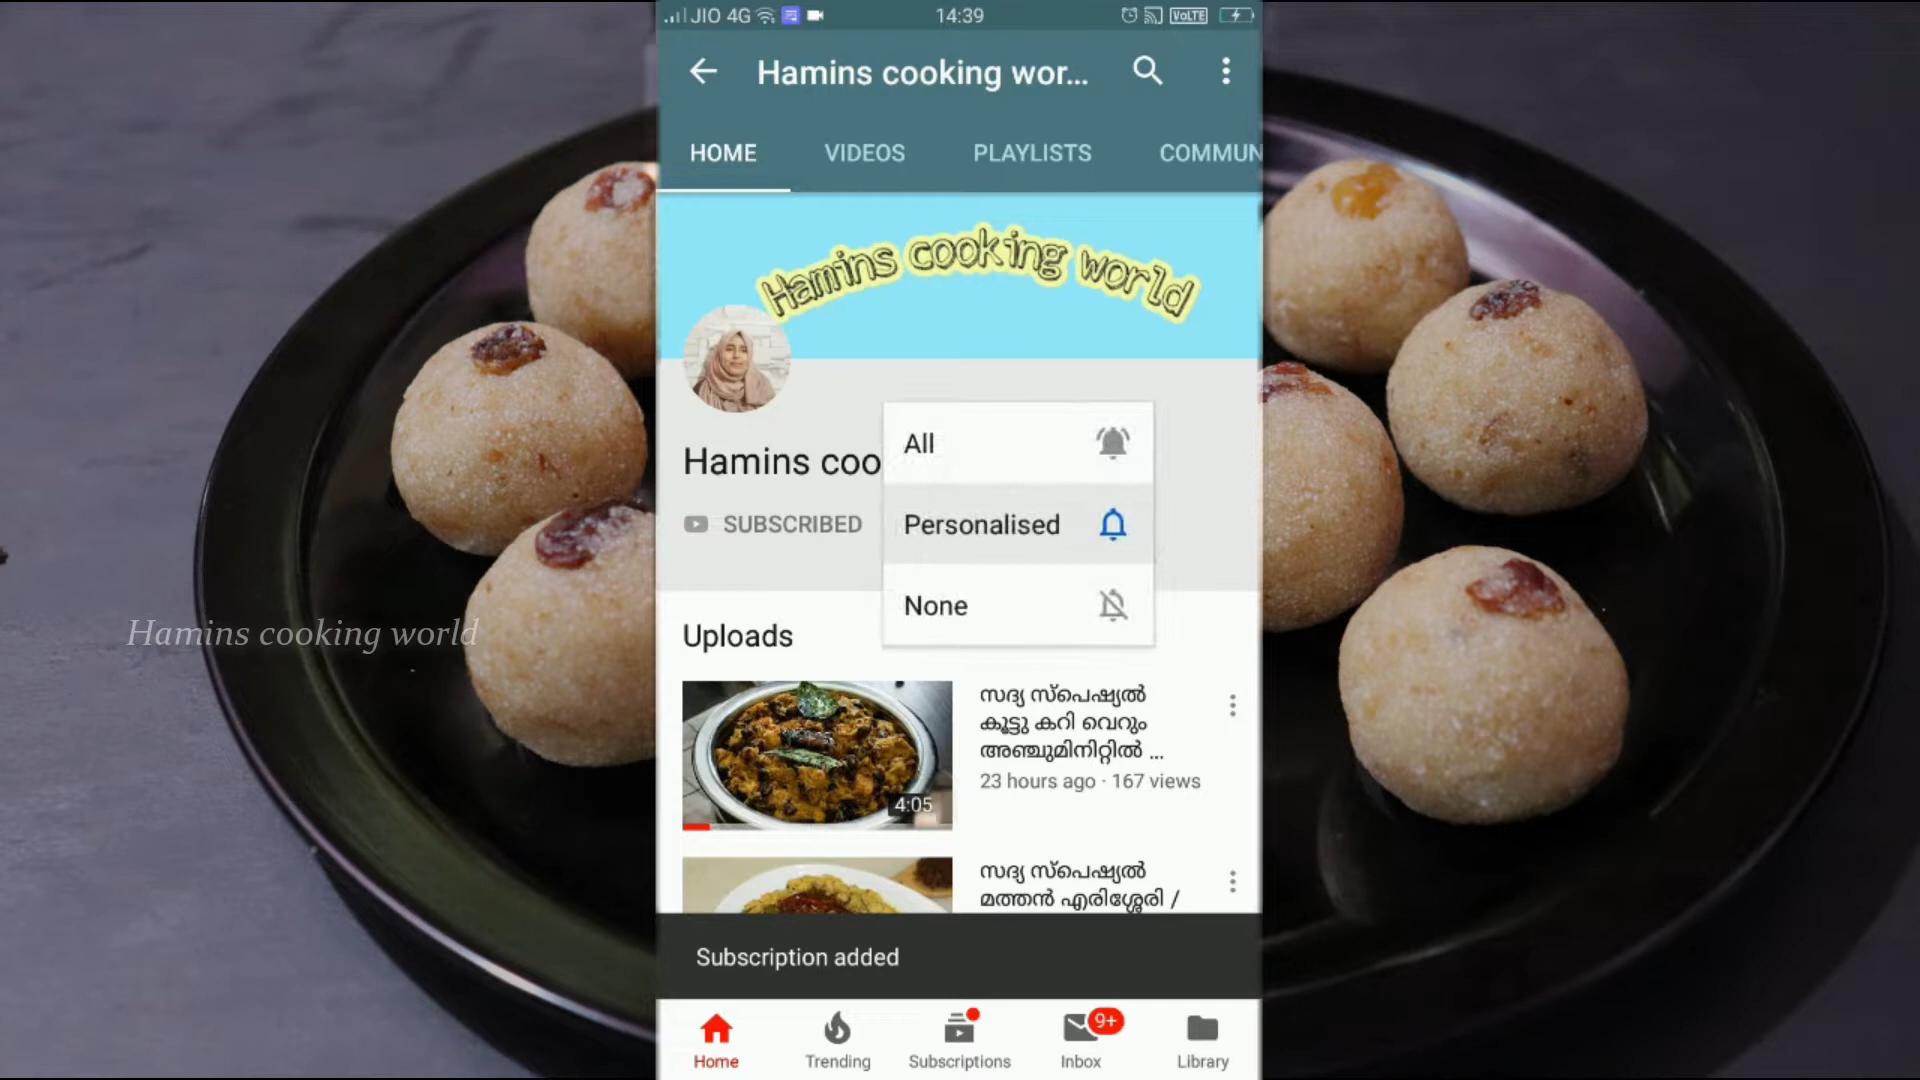 JIO 4G 14:39 VoLTE
Hamins cooking wor...
HOME VIDEOS PLAYLISTS COMMUN
Hamins cooking world
Hamins coo
SUBSCRIBED
All
Personalised
None
Uploads
സദ്യ സ്പെഷ്യൽ
കൂട്ടു കറി വെറും
അഞ്ചുമിനിറ്റിൽ ...
23 hours ago · 167 views
4:05
സദ്യ സ്പെഷ്യൽ
മത്തൻ എരിശ്ശേരി /
Subscription added
Home Trending Subscriptions Inbox 9+ Library
Hamins cooking world